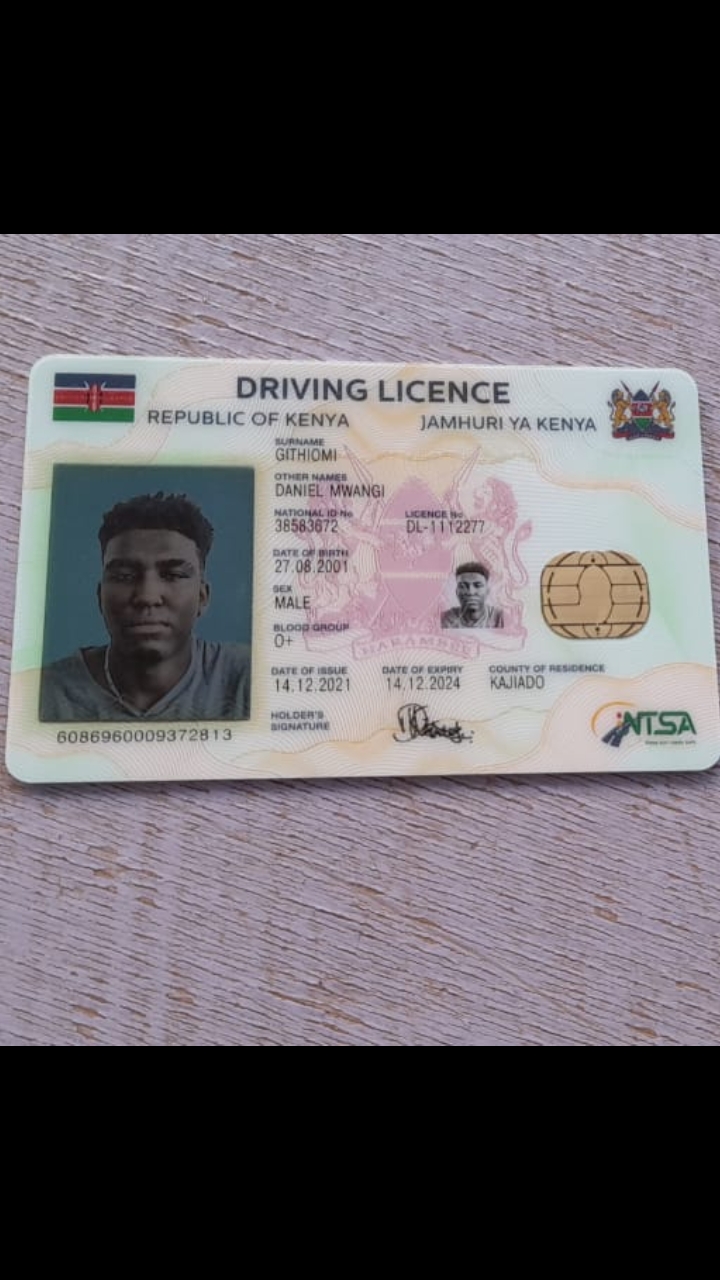 DRIVING LICENCE
REPUBLIC OF KENYA JAMHURI YA KENYA
SURNAME
GITHIOMI
OTHER NAMES
DANIEL MWANGI
NATIONAL ID No LICENCE No
38583672 DL-1112277
DATE OF BIRTH
27.08.2001
SEX
MALE
BLOOD GROUP
O+
HARAMBEE
DATE OF ISSUE DATE OF EXPIRY COUNTY OF RESIDENCE
14.12.2021 14.12.2024 KAJIADO
HOLDER'S
SIGNATURE
NTSA
6086960009372813